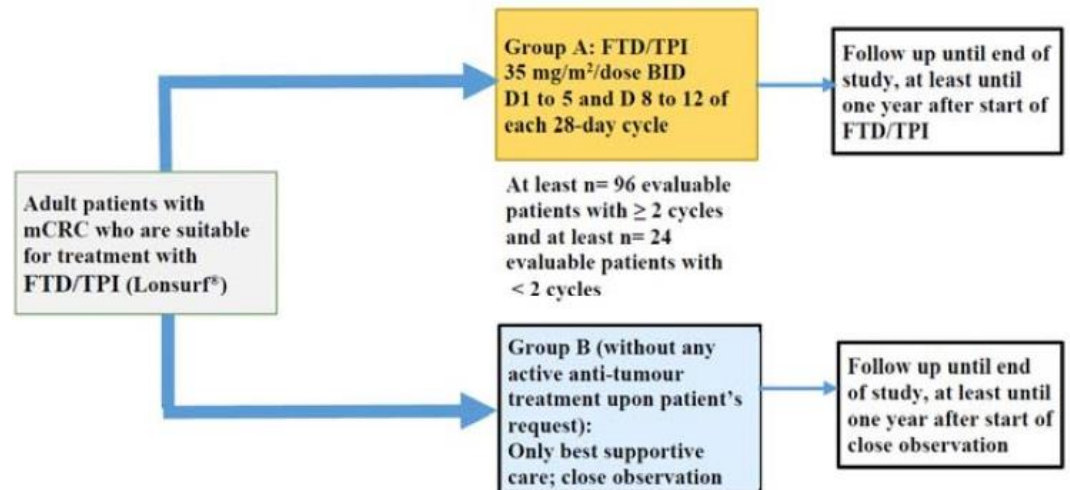 Adult patients with
mCRC who are suitable
for treatment with
FTD/TPI (Lonsurf®)
Group A: FTD/TPI
35 mg/m²/dose BID
D1 to 5 and D 8 to 12 of
each 28-day cycle
At least n= 96 evaluable
patients with ≥ 2 cycles
and at least n= 24
evaluable patients with
< 2 cycles
Follow up until end of
study, at least until
one year after start of
FTD/TPI
Group B (without any
active anti-tumour
treatment upon patient’s
request):
Only best supportive
care; close observation
Follow up until end
of study, at least until
one year after start of
close observation